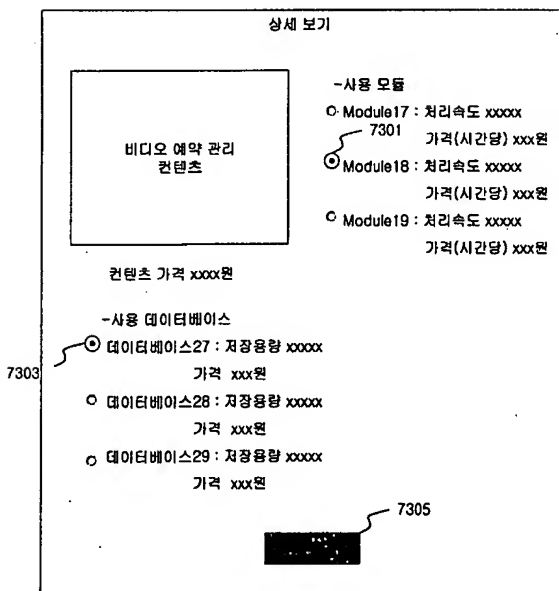 상세 보기
비디오 예약 관리
컨텐츠
컨텐츠 가격 xxxx원
-사용 모듈
Module17 : 처리속도 xxxxx
가격(시간당) xxx원
7301
Module18 : 처리속도 xxxxx
가격(시간당) xxx원
Module19 : 처리속도 xxxxx
가격(시간당) xxx원
-사용 데이터베이스
7303
데이터베이스27 : 저장용량 xxxxx
가격 xxx원
데이터베이스28 : 저장용량 xxxxx
가격 xxx원
데이터베이스29 : 저장용량 xxxxx
가격 xxx원
7305